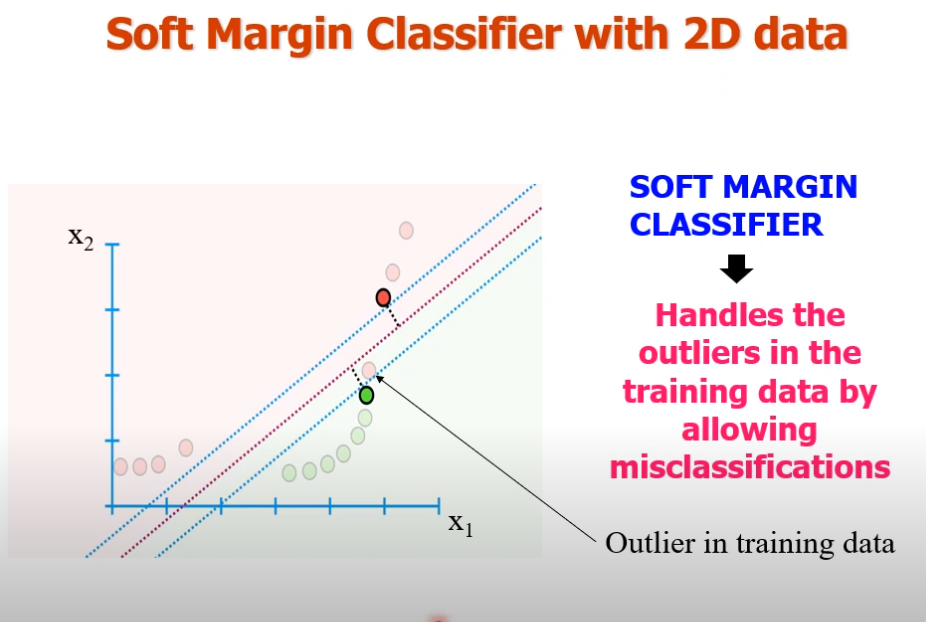 Soft Margin Classifier with 2D data
SOFT MARGIN
CLASSIFIER
Handles the
outliers in the
training data by
allowing
misclassifications
x₂
x₁
Outlier in training data